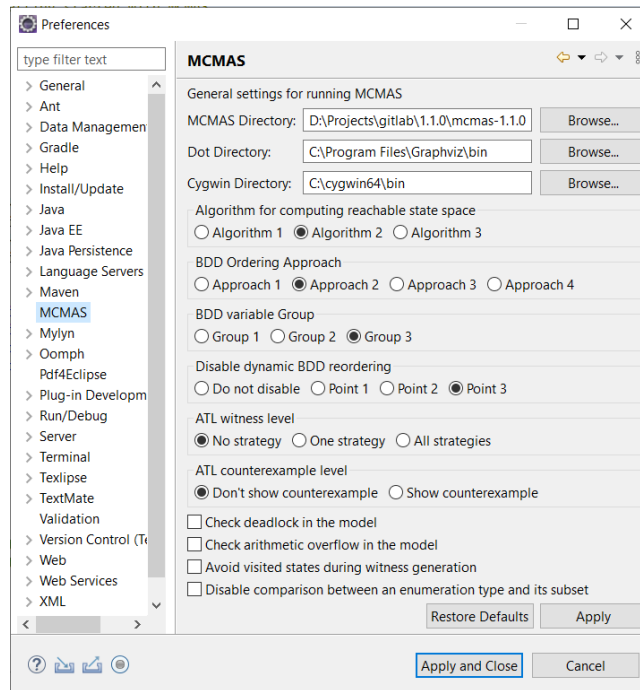 Preferences
type filter text
General
Ant
Data Managemen
Gradle
Help
Install/Update
Java
Java EE
Java Persistence
Language Servers
Maven
MCMAS
Mylyn
Oomph
Pdf4Eclipse
Plug-in Developm
Run/Debug
Server
Terminal
Texlipse
TextMate
Validation
Version Control (Te
Web
Web Services
XML
MCMAS
General settings for running MCMAS
MCMAS Directory: D:\Projects\gitlab\1.1.0\mcmas-1.1.0 Browse...
Dot Directory: C:\Program Files\Graphviz\bin Browse...
Cygwin Directory: C:\cygwin64\bin Browse...
Algorithm for computing reachable state space
Algorithm 1 Algorithm 2 Algorithm 3
BDD Ordering Approach
Approach 1 Approach 2 Approach 3 Approach 4
BDD variable Group
Group 1 Group 2 Group 3
Disable dynamic BDD reordering
Do not disable Point 1 Point 2 Point 3
ATL witness level
No strategy One strategy All strategies
ATL counterexample level
Don't show counterexample Show counterexample
Check deadlock in the model
Check arithmetic overflow in the model
Avoid visited states during witness generation
Disable comparison between an enumeration type and its subset
Restore Defaults Apply
Apply and Close Cancel